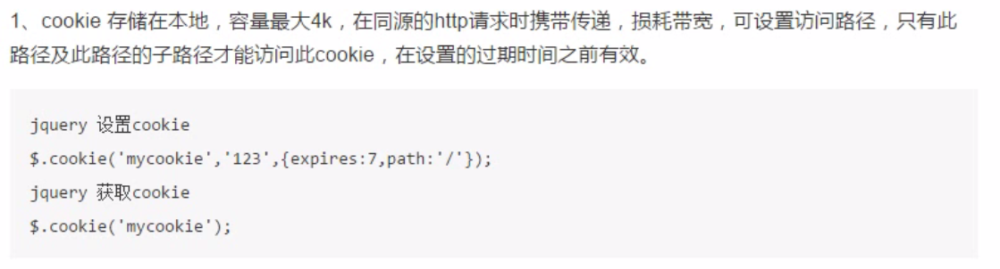 1、cookie 存储在本地，容量最大4k，在同源的http请求时携带传递，损耗带宽，可设置访问路径，只有此
路径及此路径的子路径才能访问此cookie，在设置的过期时间之前有效。
jquery 设置cookie
$.cookie('mycookie','123',{expires:7,path:'/'});
jquery 获取cookie
$.cookie('mycookie');